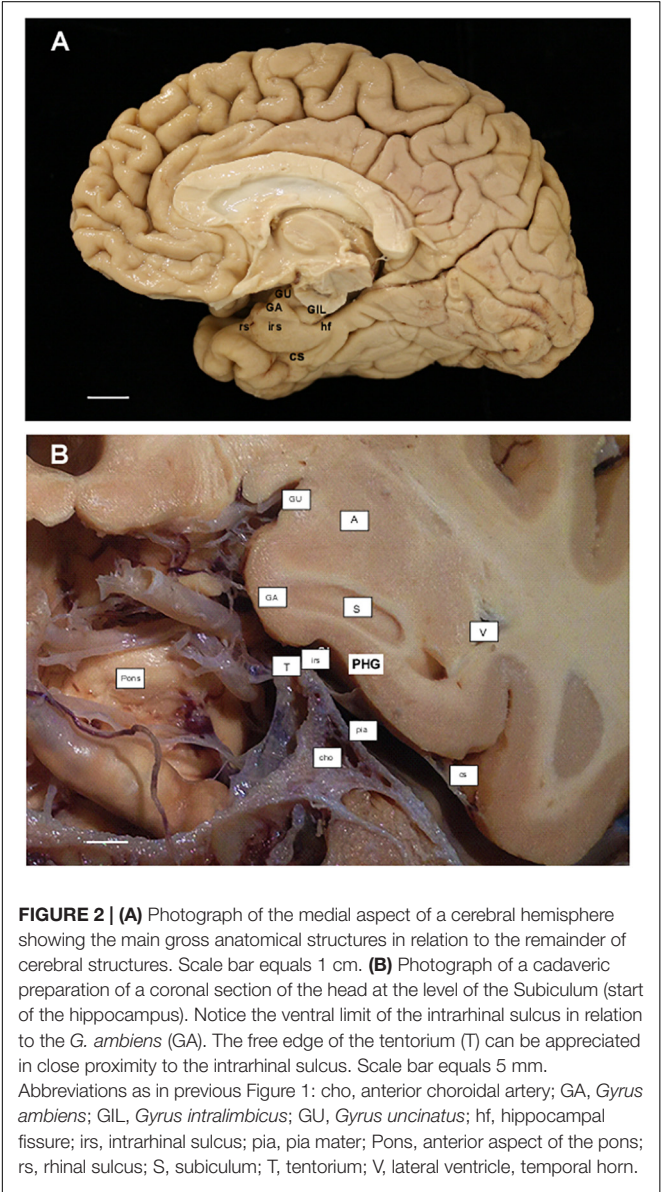 A
GU
GA
GIL
rs
irs
hf
cs
B
GU
A
GA
S
V
irs
T
PHG
Pons
pia
cho
cs
FIGURE 2 | (A) Photograph of the medial aspect of a cerebral hemisphere
showing the main gross anatomical structures in relation to the remainder of
cerebral structures. Scale bar equals 1 cm. (B) Photograph of a cadaveric
preparation of a coronal section of the head at the level of the Subiculum (start
of the hippocampus). Notice the ventral limit of the intrarhinal sulcus in relation
to the G. ambiens (GA). The free edge of the tentorium (T) can be appreciated
in close proximity to the intrarhinal sulcus. Scale bar equals 5 mm.
Abbreviations as in previous Figure 1: cho, anterior choroidal artery; GA, Gyrus
ambiens; GIL, Gyrus intralimbicus; GU, Gyrus uncinatus; hf, hippocampal
fissure; irs, intrarhinal sulcus; pia, pia mater; Pons, anterior aspect of the pons;
rs, rhinal sulcus; S, subiculum; T, tentorium; V, lateral ventricle, temporal horn.